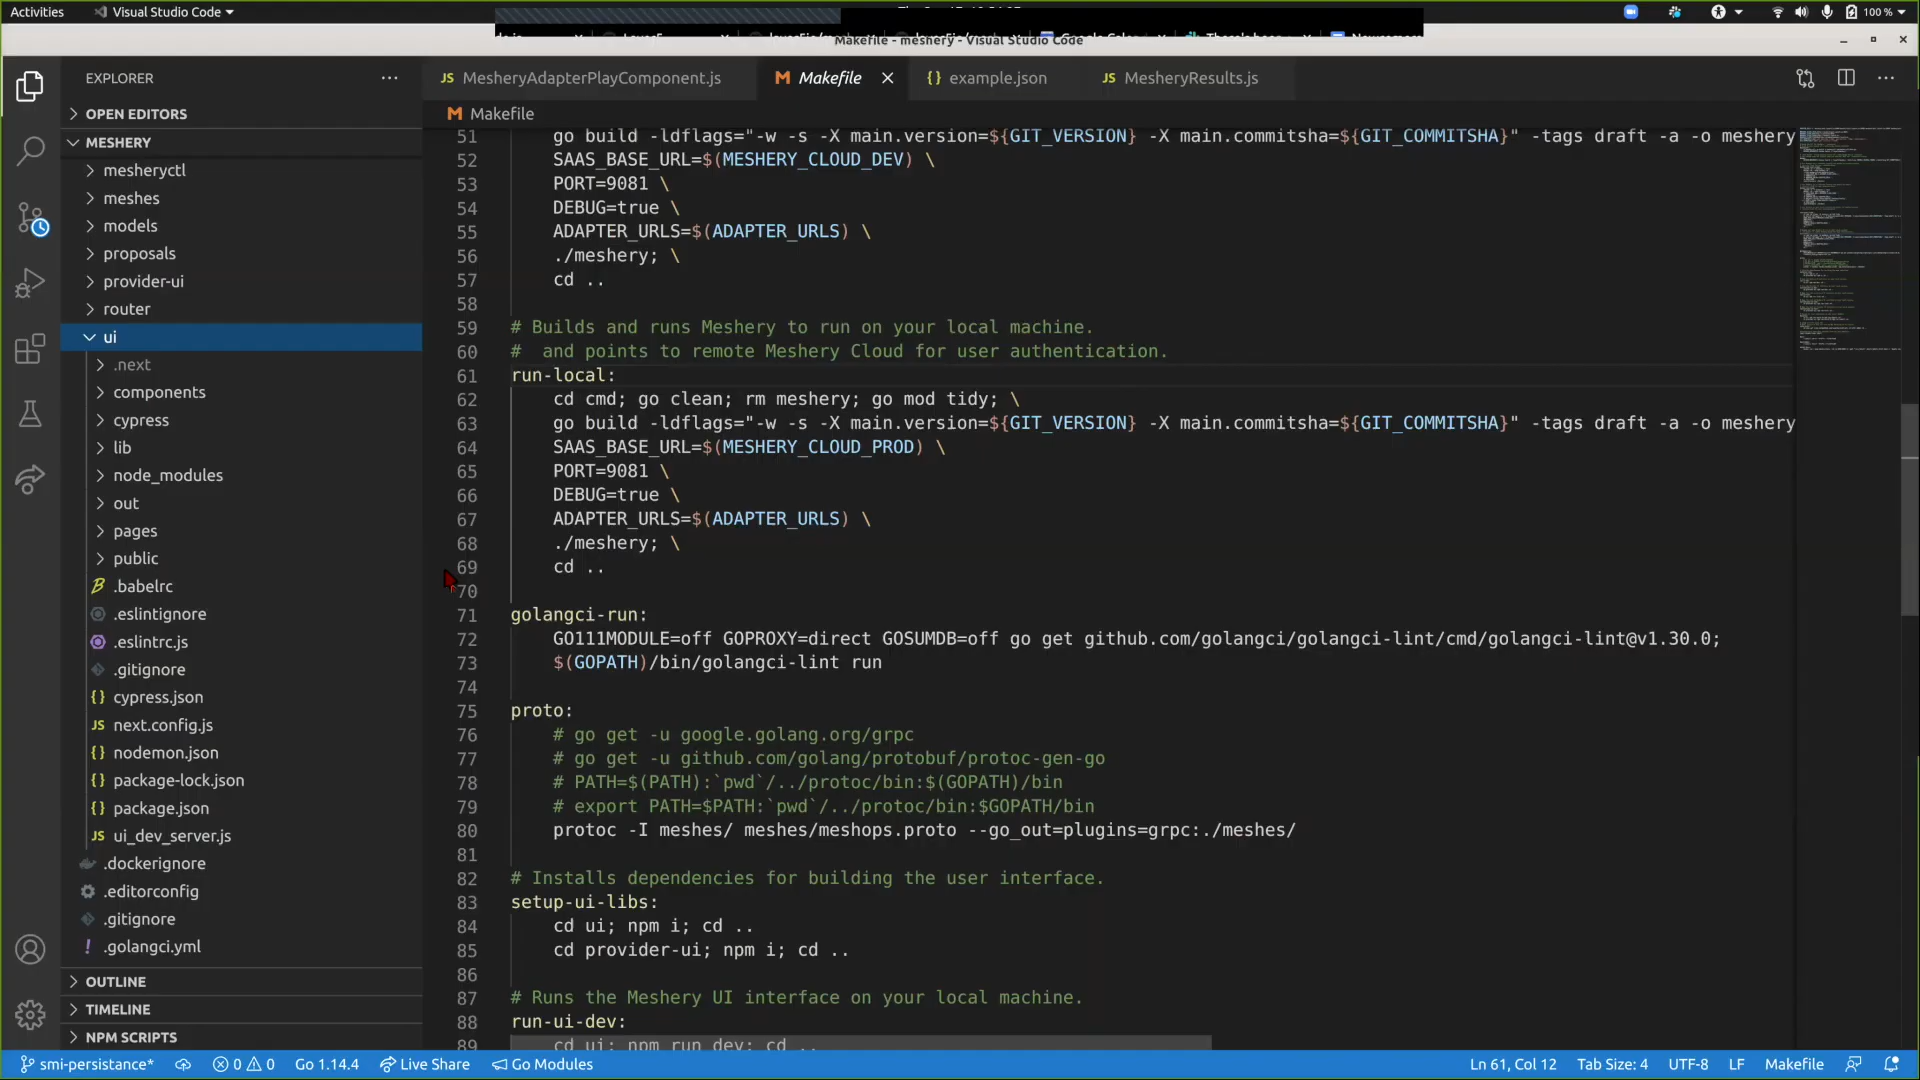 Activities
Visual Studio Code
100 %
Makefile - meshery - Visual Studio Code
EXPLORER
MesheryAdapterPlayComponent.js
Makefile
example.json
MesheryResults.js
OPEN EDITORS
MESHERY
mesheryctl
meshes
models
proposals
provider-ui
router
ui
.next
components
cypress
lib
node_modules
out
pages
public
.babelrc
.eslintignore
.eslintrc.js
.gitignore
cypress.json
next.config.js
nodemon.json
package-lock.json
package.json
ui_dev_server.js
.dockerignore
.editorconfig
.gitignore
.golangci.yml
OUTLINE
TIMELINE
NPM SCRIPTS
Makefile
51 go build -ldflags="-w -s -X main.version=${GIT_VERSION} -X main.commitsha=${GIT_COMMITSHA}" -tags draft -a -o meshery
52 SAAS_BASE_URL=$(MESHERY_CLOUD_DEV) \
53 PORT=9081 \
54 DEBUG=true \
55 ADAPTER_URLS=$(ADAPTER_URLS) \
56 ./meshery; \
57 cd ..
58
59 # Builds and runs Meshery to run on your local machine.
60 #  and points to remote Meshery Cloud for user authentication.
61 run-local:
62 cd cmd; go clean; rm meshery; go mod tidy; \
63 go build -ldflags="-w -s -X main.version=${GIT_VERSION} -X main.commitsha=${GIT_COMMITSHA}" -tags draft -a -o meshery
64 SAAS_BASE_URL=$(MESHERY_CLOUD_PROD) \
65 PORT=9081 \
66 DEBUG=true \
67 ADAPTER_URLS=$(ADAPTER_URLS) \
68 ./meshery; \
69 cd ..
70
71 golangci-run:
72 GO111MODULE=off GOPROXY=direct GOSUMDB=off go get github.com/golangci/golangci-lint/cmd/golangci-lint@v1.30.0;
73 $(GOPATH)/bin/golangci-lint run
74
75 proto:
76 # go get -u google.golang.org/grpc
77 # go get -u github.com/golang/protobuf/protoc-gen-go
78 # PATH=$(PATH):`pwd`/../protoc/bin:$(GOPATH)/bin
79 # export PATH=$PATH:`pwd`/../protoc/bin:$GOPATH/bin
80 protoc -I meshes/ meshes/meshops.proto --go_out=plugins=grpc:./meshes/
81
82 # Installs dependencies for building the user interface.
83 setup-ui-libs:
84 cd ui; npm i; cd ..
85 cd provider-ui; npm i; cd ..
86
87 # Runs the Meshery UI interface on your local machine.
88 run-ui-dev:
89 cd ui; npm run dev; cd ..
smi-persistance*
0
0
Go 1.14.4
Live Share
Go Modules
Ln 61, Col 12
Tab Size: 4
UTF-8
LF
Makefile